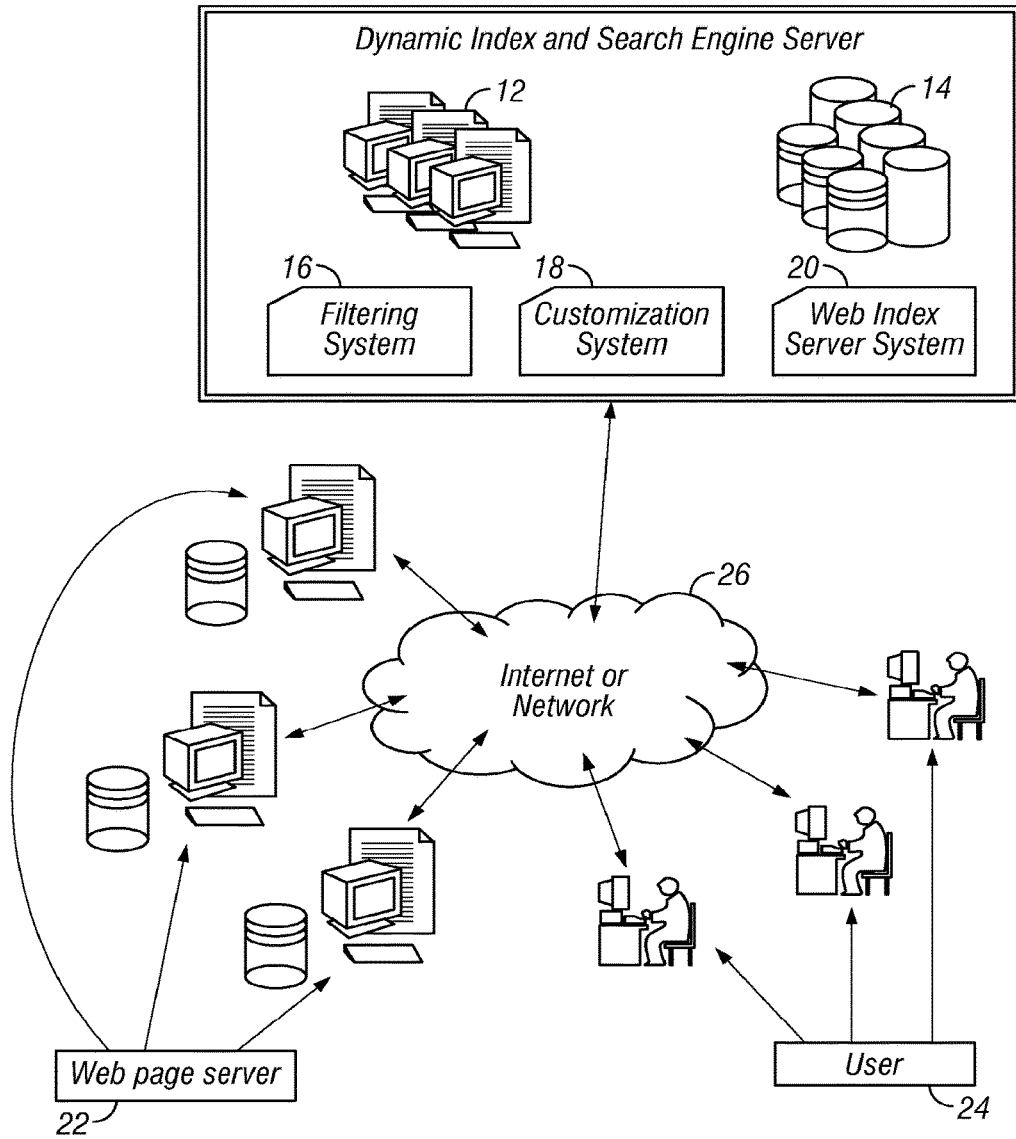 Dynamic Index and Search Engine Server
12
14
16
18
20
Filtering
System
Customization
System
Web Index
Server System
26
Internet or
Network
Web page server
22
User
24